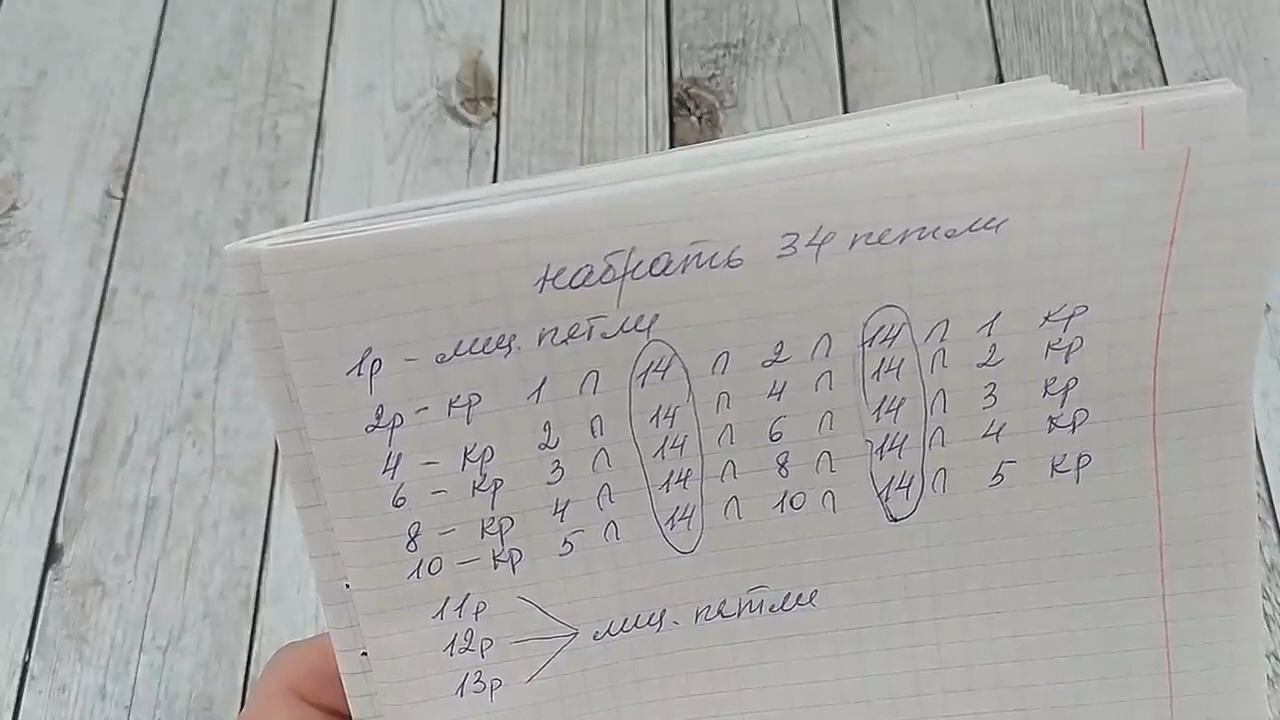 набрать 34 петли
1р - лиц. петли
2р - кр 1 ∩ 14 ∩ 2 ∩ 14 ∩ 1 кр
4 - кр 2 ∩ 14 ∩ 4 ∩ 14 ∩ 2 кр
6 - кр 3 ∩ 14 ∩ 6 ∩ 14 ∩ 3 кр
8 - кр 4 ∩ 14 ∩ 8 ∩ 14 ∩ 4 кр
10 - кр 5 ∩ 14 ∩ 10 ∩ 14 ∩ 5 кр
11р
12р лиц. петли
13р